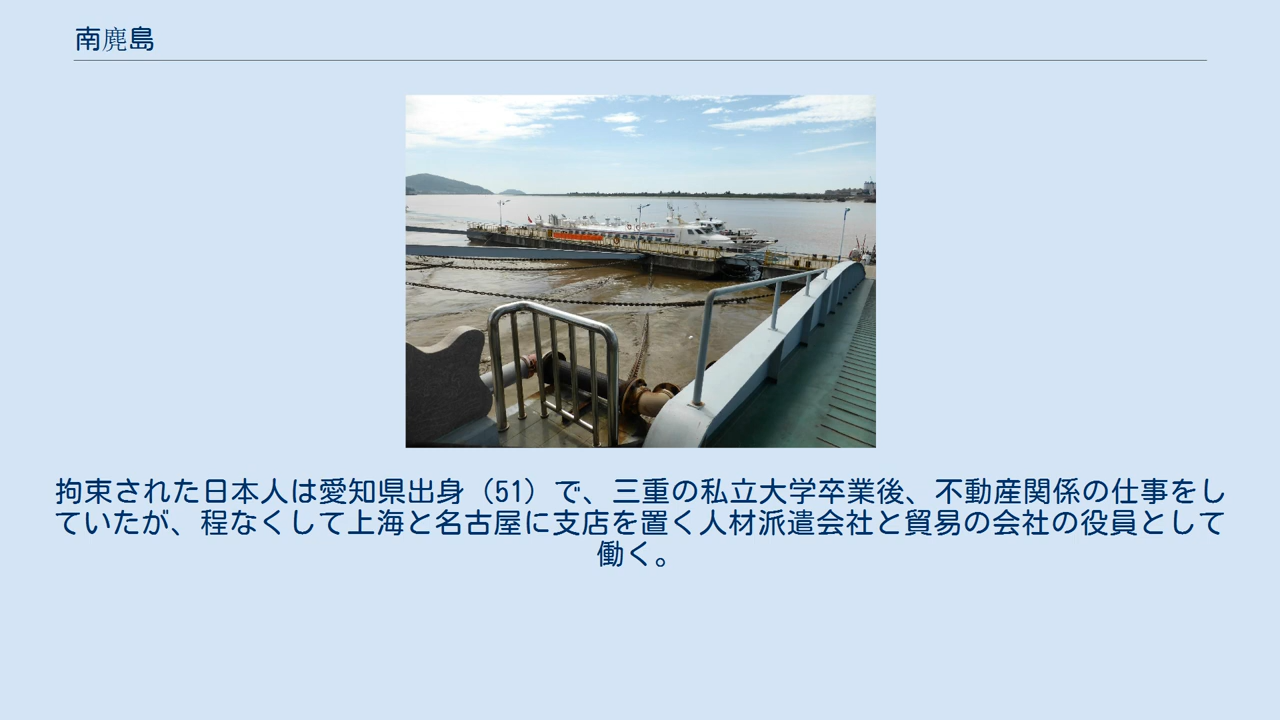 南麂島
拘束された日本人は愛知県出身（51）で、三重の私立大学卒業後、不動産関係の仕事をし
ていたが、程なくして上海と名古屋に支店を置く人材派遣会社と貿易の会社の役員として
働く。